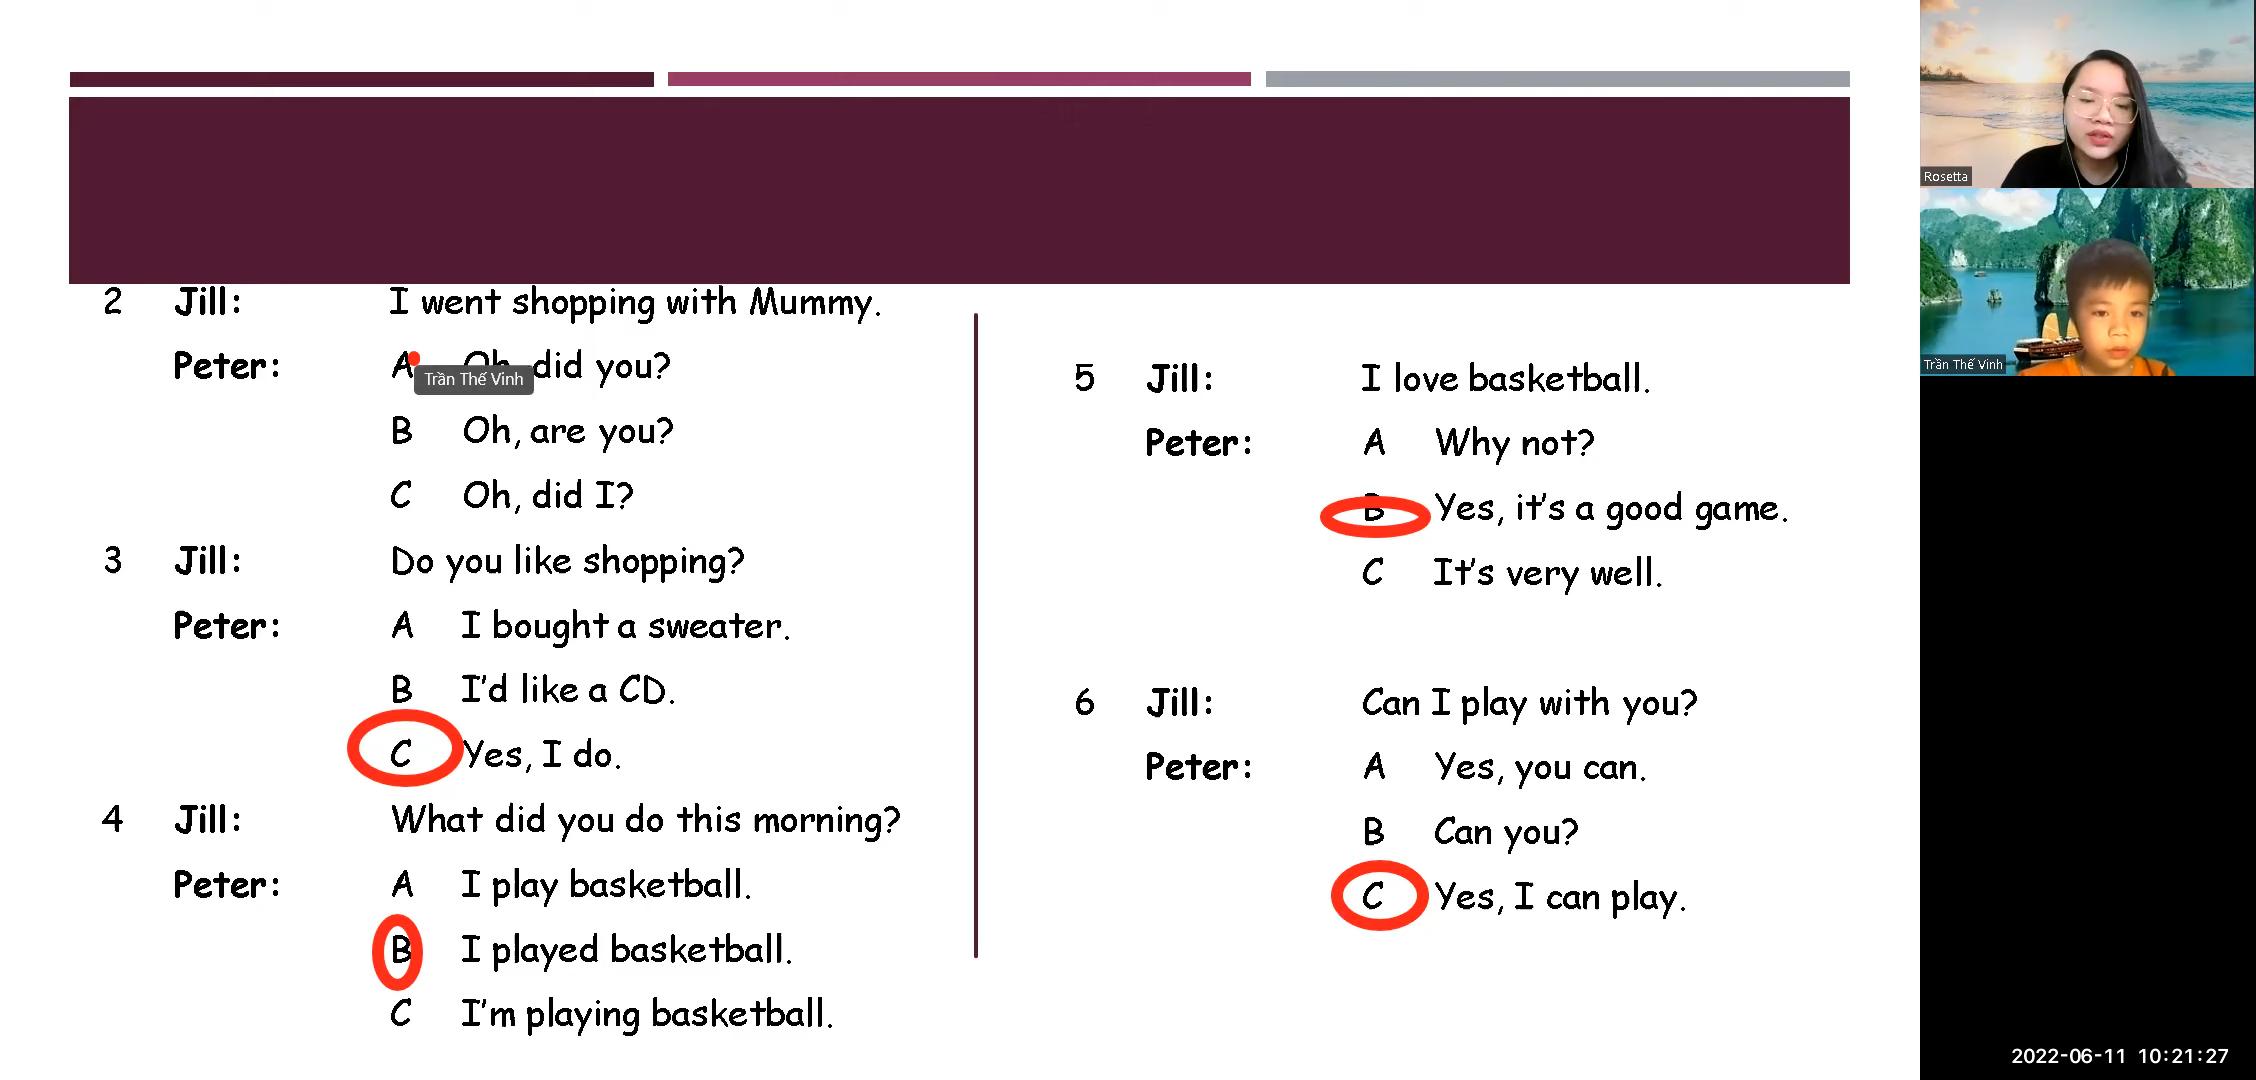 2 Jill: I went shopping with Mummy.
Peter: A Oh, did you?
Trần Thế Vinh
B Oh, are you?
C Oh, did I?
3 Jill: Do you like shopping?
Peter: A I bought a sweater.
B I'd like a CD.
C Yes, I do.
4 Jill: What did you do this morning?
Peter: A I play basketball.
B I played basketball.
C I'm playing basketball.
5 Jill: I love basketball.
Peter: A Why not?
B Yes, it's a good game.
C It's very well.
6 Jill: Can I play with you?
Peter: A Yes, you can.
B Can you?
C Yes, I can play.
Rosetta
Trần Thế Vinh
2022-06-11 10:21:27